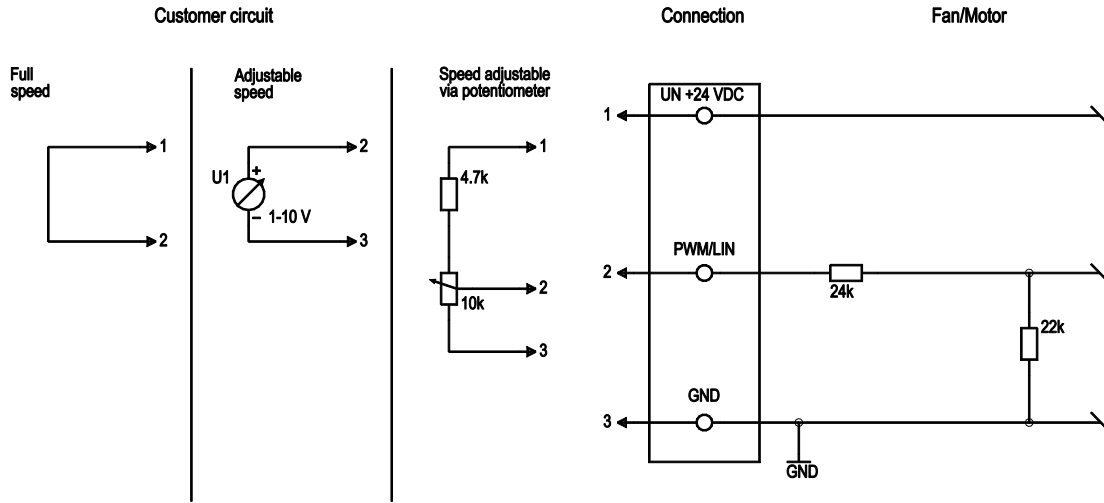 Customer circuit
Connection
Fan/Motor
Full
speed
1
2
Adjustable
speed
2
U1
+
– 1-10 V
3
Speed adjustable
via potentiometer
1
4.7k
2
10k
3
UN +24 VDC
1
PWM/LIN
2
24k
22k
GND
3
GND